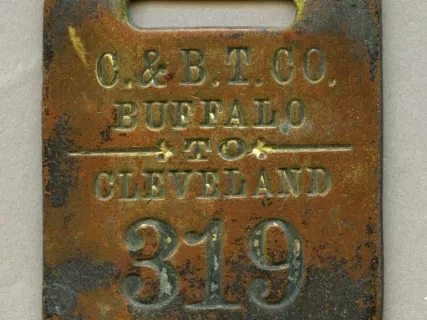 C. & B. T. CO.
BUFFALO
TO
CLEVELAND
319